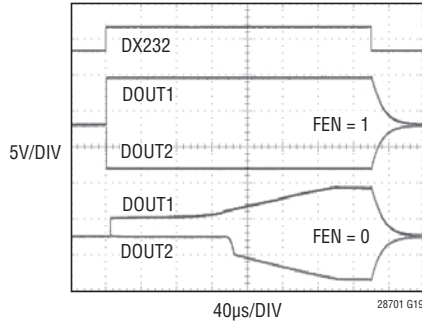 DX232
DOUT1
FEN = 1
5V/DIV
DOUT2
DOUT1
FEN = 0
DOUT2
40µs/DIV
28701 G19